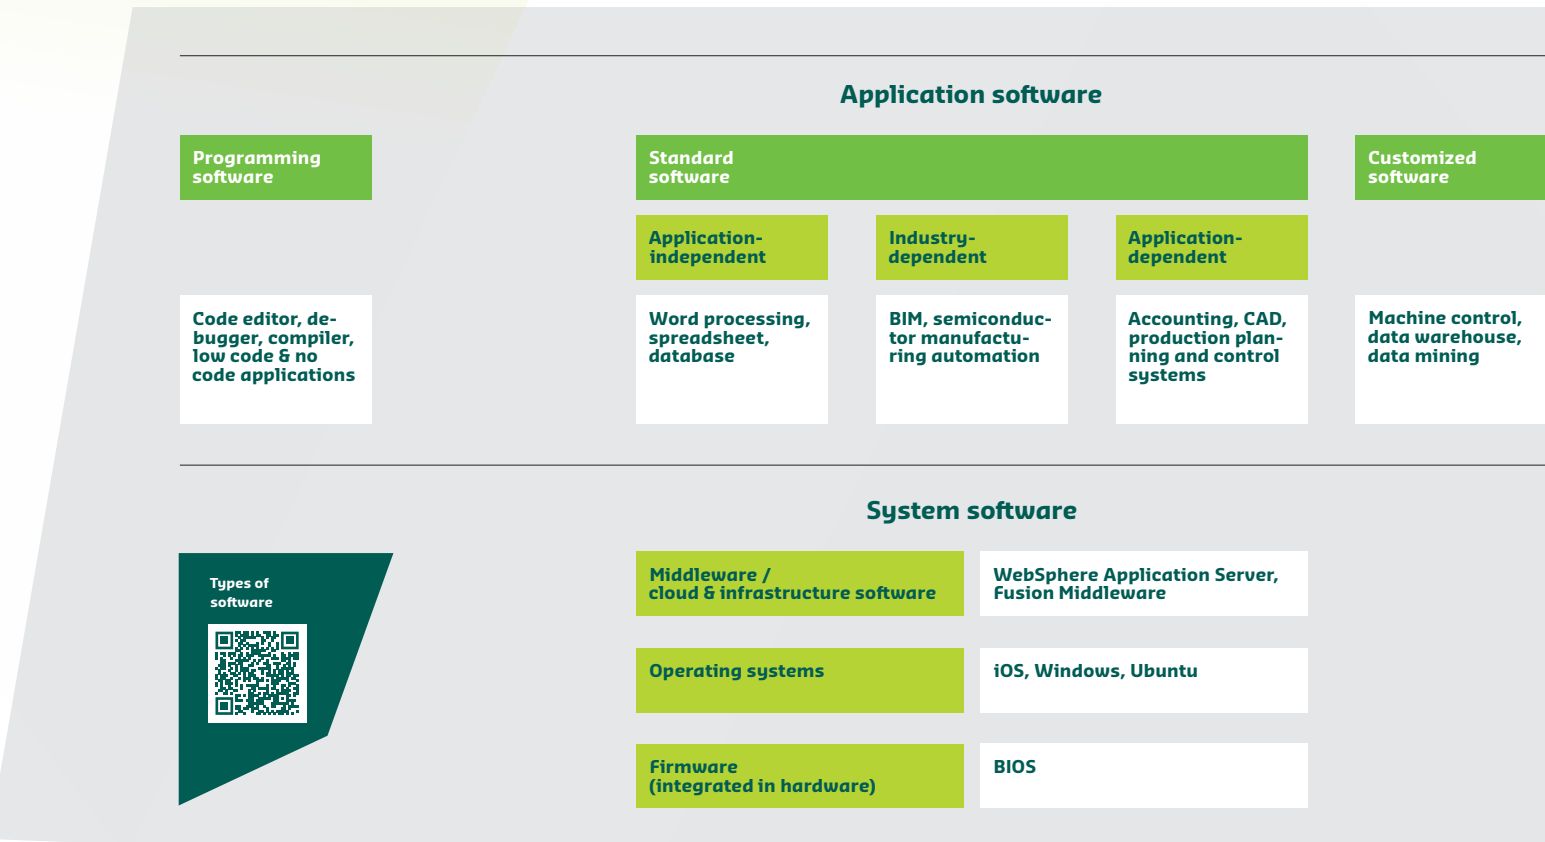 Application software
Programming
software
Standard
software
Customized
software
Application-
independent
Industry-
dependent
Application-
dependent
Code editor, de-
bugger, compiler,
low code & no
code applications
Word processing,
spreadsheet,
database
BIM, semiconduc-
tor manufactu-
ring automation
Accounting, CAD,
production plan-
ning and control
systems
Machine control,
data warehouse,
data mining
System software
Types of
software
Middleware /
cloud & infrastructure software
WebSphere Application Server,
Fusion Middleware
Operating systems
iOS, Windows, Ubuntu
Firmware
(integrated in hardware)
BIOS